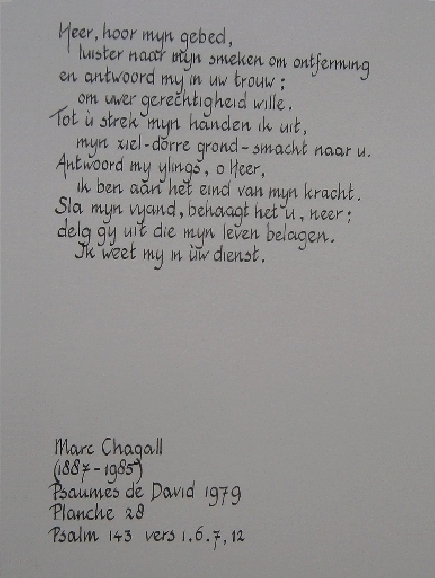 Heer, hoor mijn gebed,
luister naar mijn smeken om ontferming
en antwoord mij in uw trouw;
om uwer gerechtigheid wille.
Tot ù strek mijn handen ik uit,
mijn ziel-dorre grond-smacht naar u.
Antwoord mij ylings, o Heer,
ik ben aan het eind van mijn kracht.
Sla mijn vyand, behaagt het u, neer;
delg gij uit die mijn leven belagen.
Ik weet mij in ùw dienst.
Marc Chagall
(1887-1985)
Psaumes de David 1979
Planche 28
Psalm 143 vers 1.6.7,12